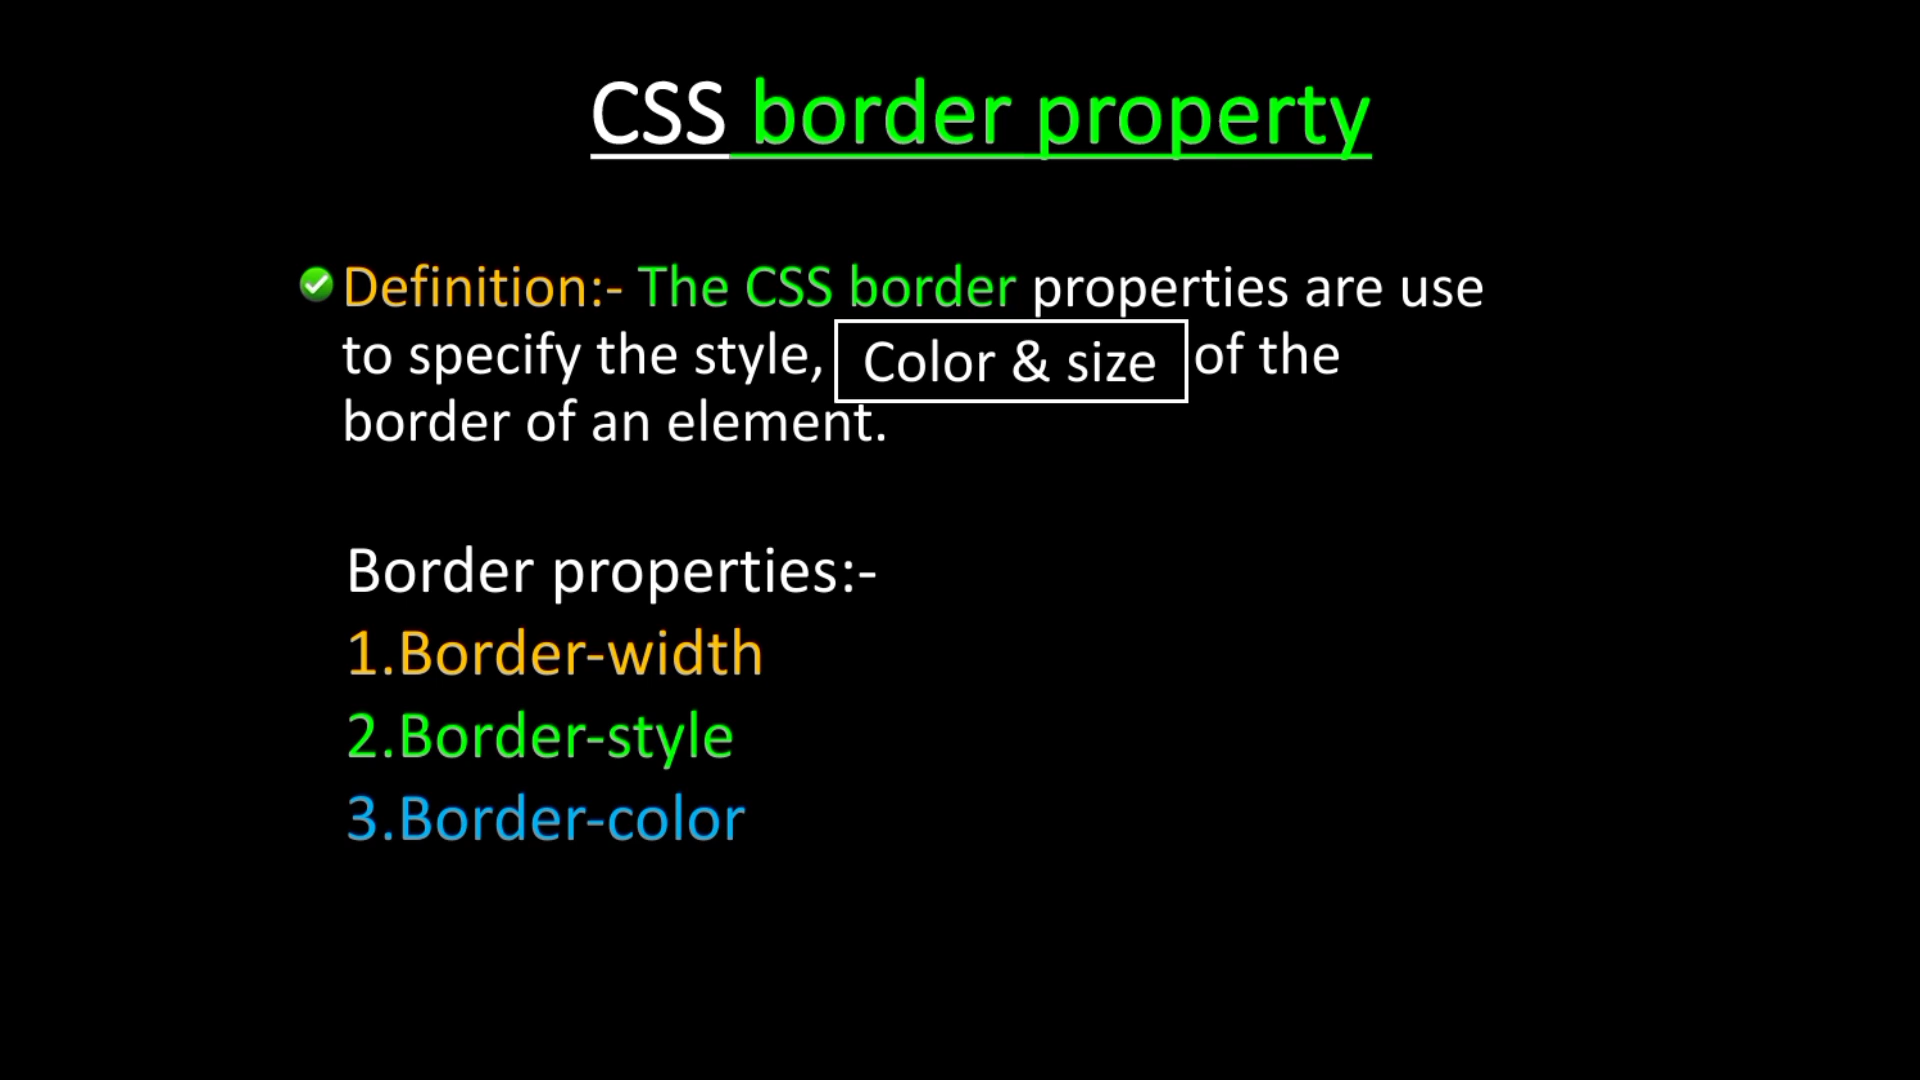 CSS border property
Definition:- The CSS border properties are use
to specify the style, Color & size of the
border of an element.
Border properties:-
1.Border-width
2.Border-style
3.Border-color